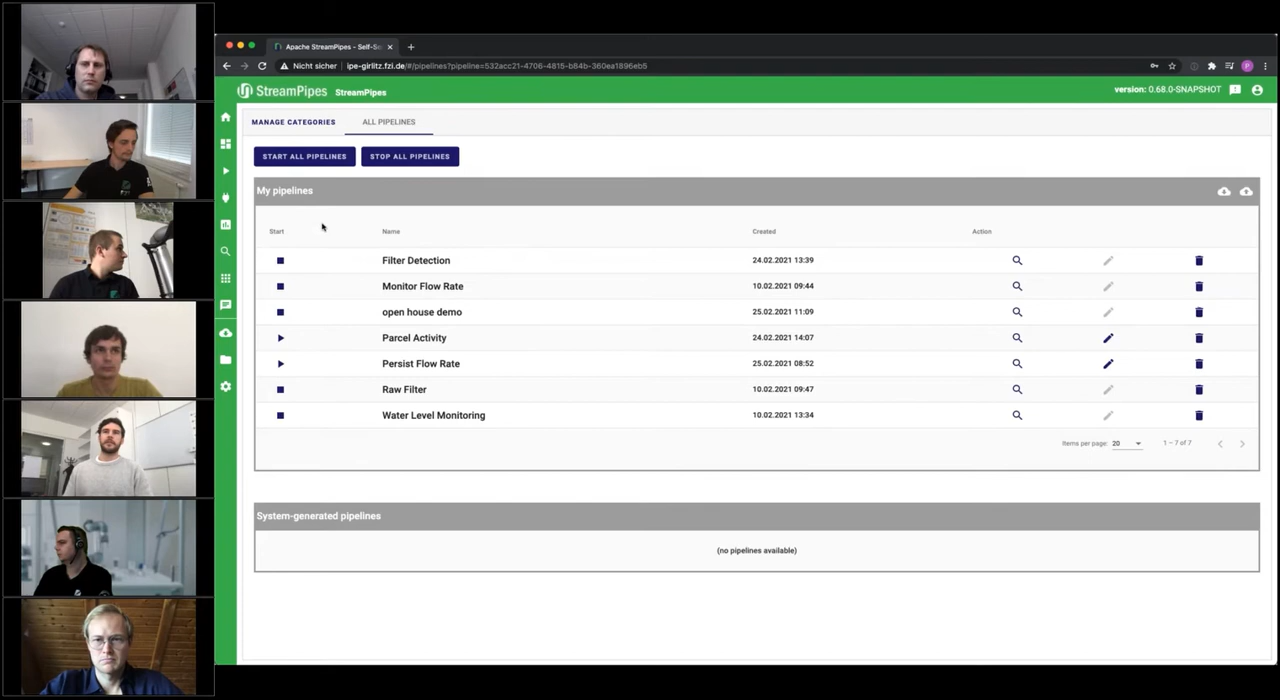 Apache StreamPipes - Self-Se
Nicht sicher ipe-girlitz.fzi.de/#/pipelines?pipeline=532acc21-4706-4815-b84b-360ea1896eb5
P
StreamPipes StreamPipes version: 0.68.0-SNAPSHOT
MANAGE CATEGORIES ALL PIPELINES
START ALL PIPELINES STOP ALL PIPELINES
My pipelines
Start Name Created Action
Filter Detection 24.02.2021 13:39
Monitor Flow Rate 10.02.2021 09:44
open house demo 25.02.2021 11:09
Parcel Activity 24.02.2021 14:07
Persist Flow Rate 25.02.2021 08:52
Raw Filter 10.02.2021 09:47
Water Level Monitoring 10.02.2021 13:34
Items per page: 20 1 – 7 of 7
System-generated pipelines
(no pipelines available)